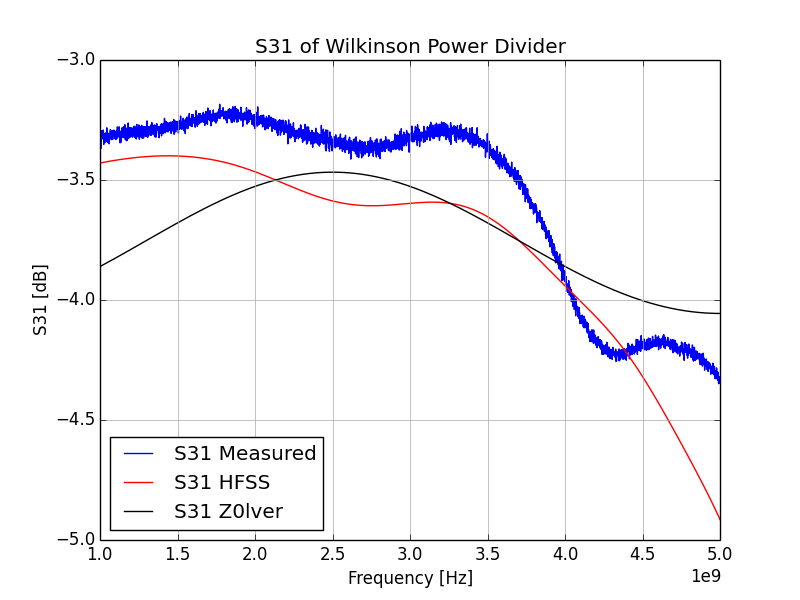 S31 of Wilkinson Power Divider
S31 [dB]
−3.0
−3.5
−4.0
−4.5
−5.0
S31 Measured
S31 HFSS
S31 Z0lver
1.0 1.5 2.0 2.5 3.0 3.5 4.0 4.5 5.0
1e9
Frequency [Hz]